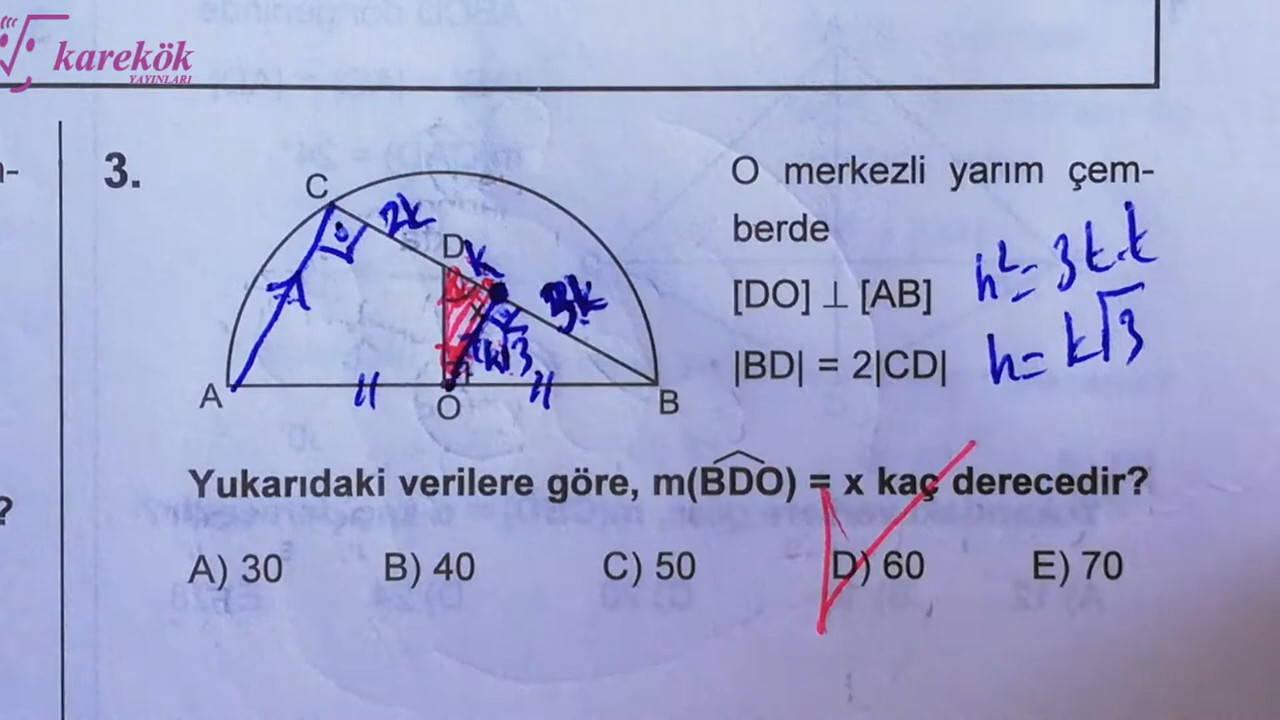 karekök
YAYINLARI
3.
O merkezli yarım çem-
berde
[DO] ⊥ [AB]
|BD| = 2|CD|
C
2k
D
k
3k
k√3
A
O
B
h² = 3k.k
h = k√3
Yukarıdaki verilere göre, m(BDO) = x kaç derecedir?
A) 30 B) 40 C) 50 D) 60 E) 70
?